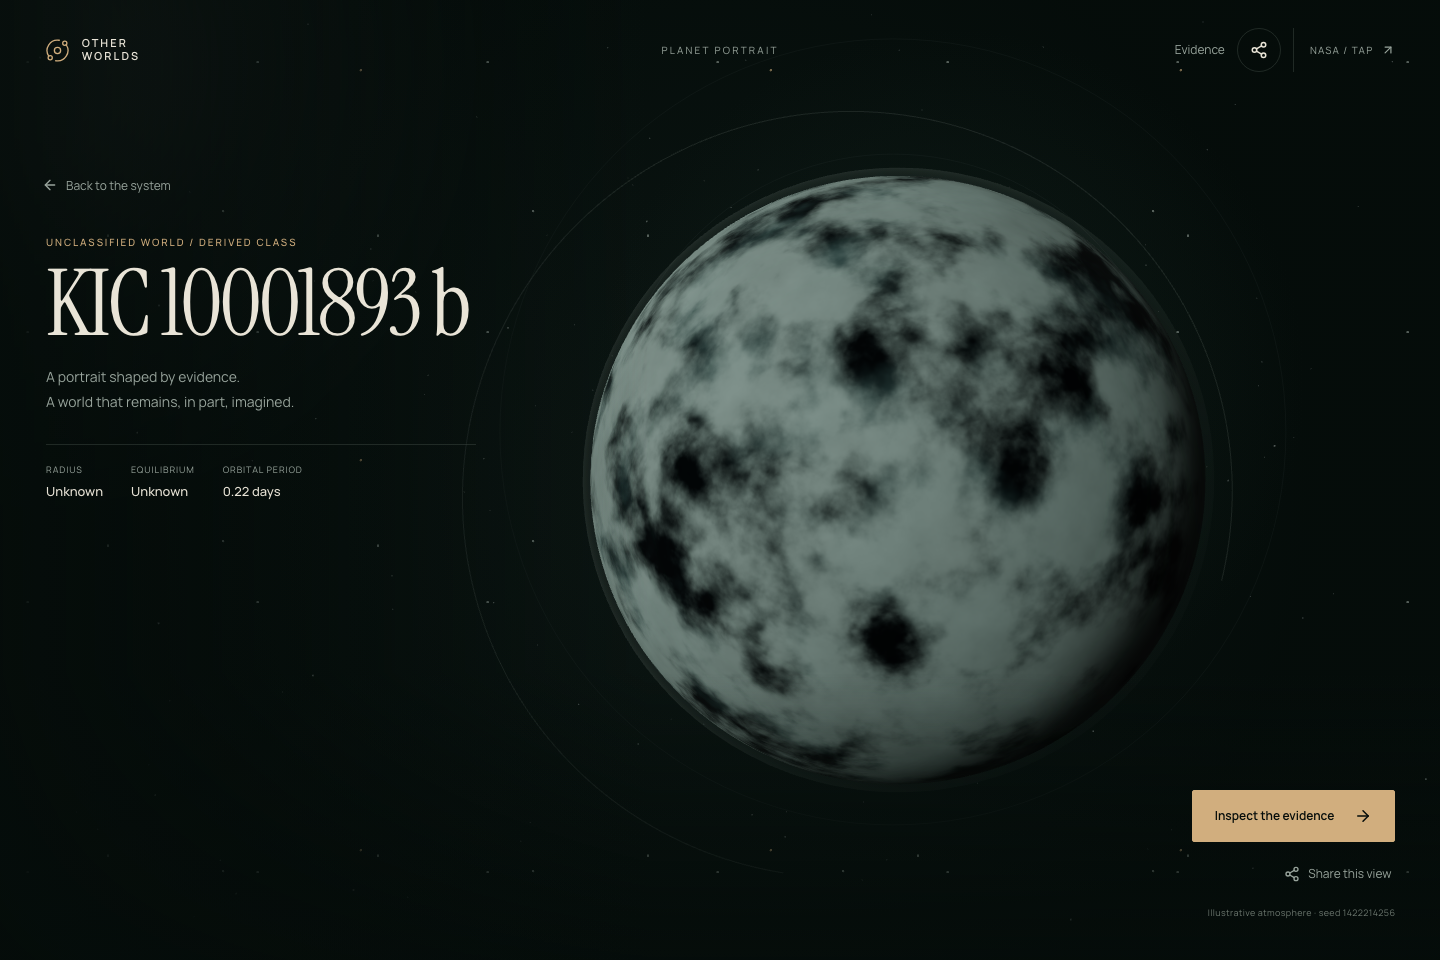 OTHER
WORLDS
PLANET PORTRAIT
Evidence
NASA / TAP
Back to the system
UNCLASSIFIED WORLD / DERIVED CLASS
KIC 10001893 b
A portrait shaped by evidence.
A world that remains, in part, imagined.
RADIUS EQUILIBRIUM ORBITAL PERIOD
Unknown Unknown 0.22 days
Inspect the evidence
Share this view
Illustrative atmosphere · seed 1422214256